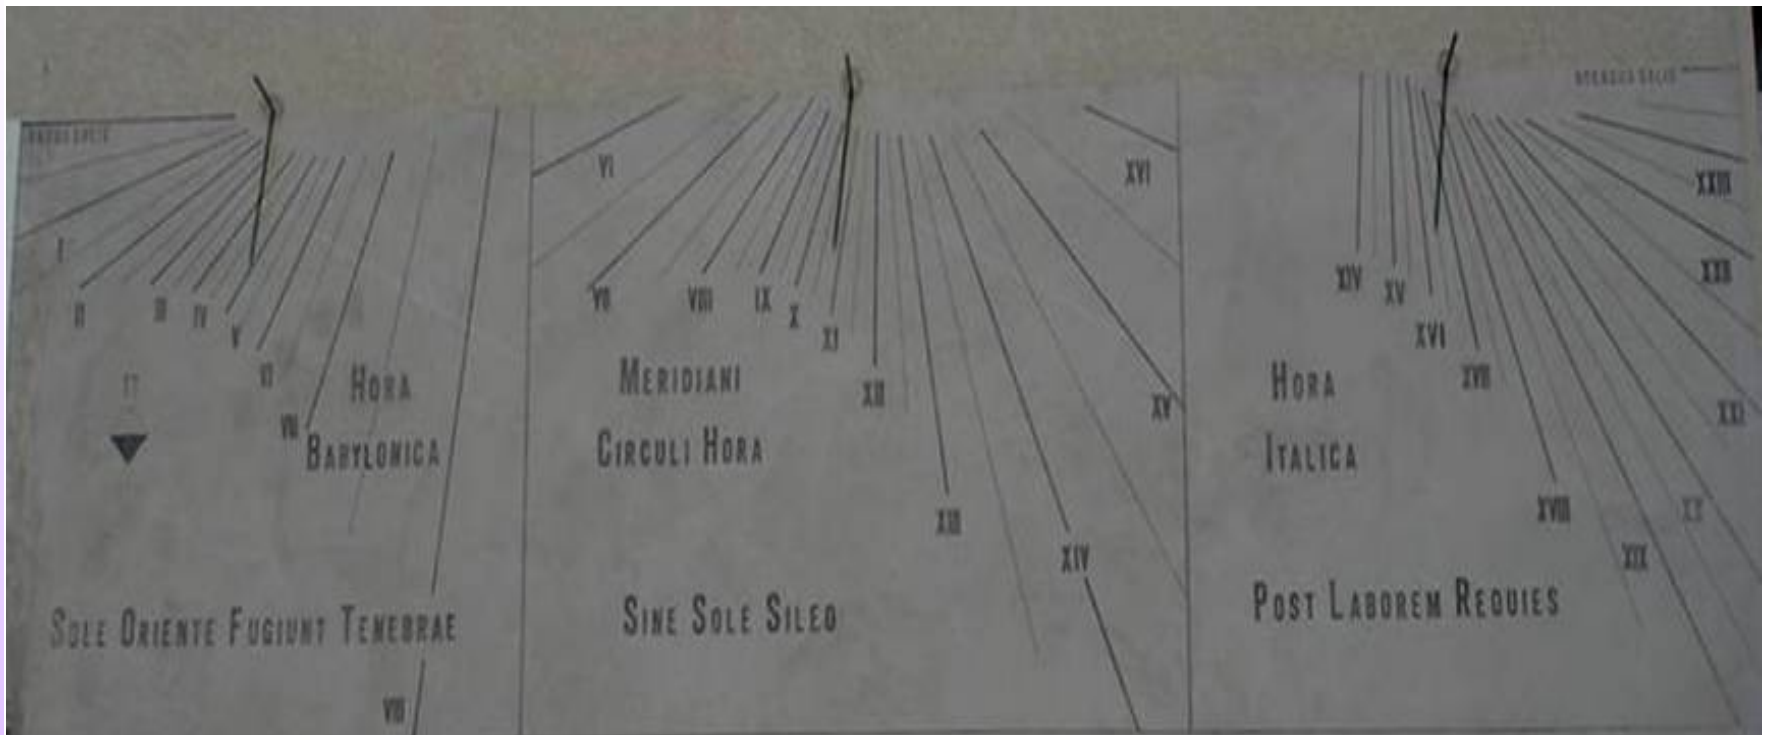 I
II
III
IV
V
VI
VII
VIII
HORA
BABYLONICA
SOLE ORIENTE FUGIUNT TENEBRAE
VI
VII
VIII
IX
X
XI
XII
XIII
XIV
XV
XVI
MERIDIANI
CIRCULI HORA
SINE SOLE SILEO
OCCASUS SOLIS
XIV
XV
XVI
XVII
XVIII
XIX
XX
XXI
XXII
XXIII
HORA
ITALICA
POST LABOREM REQUIES